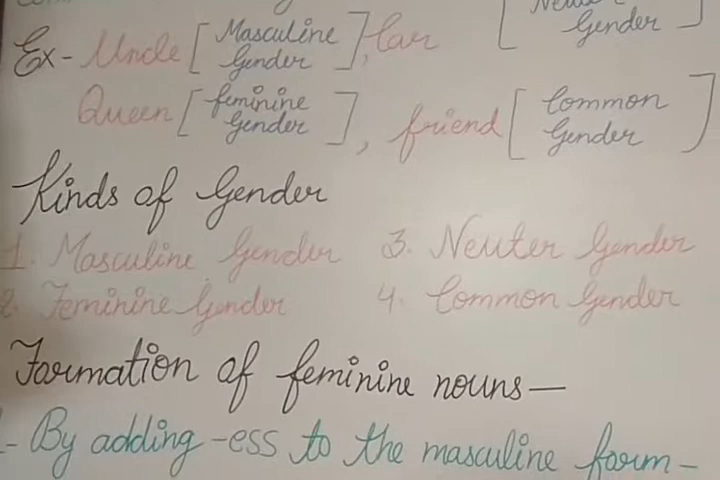 Ex- Uncle [Masculine Gender], Car [Neuter Gender]
Queen [feminine Gender], friend [Common Gender]
Kinds of Gender
1. Masculine Gender 3. Neuter Gender
2. Feminine Gender 4. Common Gender
Formation of feminine nouns—
- By adding -ess to the masculine form-